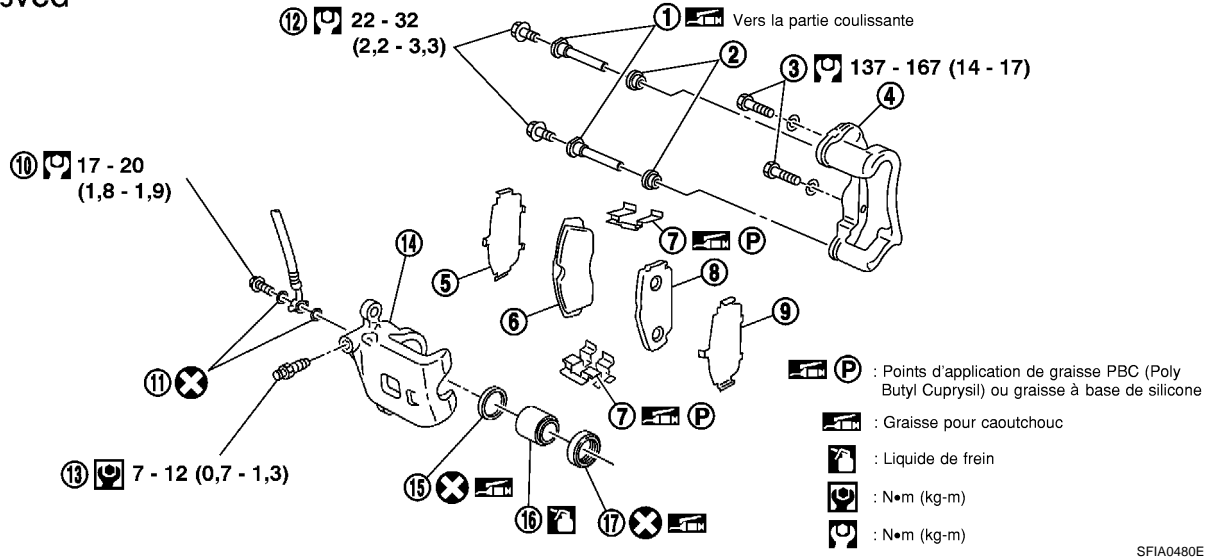 ⑫ 22 - 32
(2,2 - 3,3)
① Vers la partie coulissante
②
③ 137 - 167 (14 - 17)
④
⑩ 17 - 20
(1,8 - 1,9)
⑭
⑤
⑥
⑦ P
⑧
⑨
⑪
⑦ P
⑬ 7 - 12 (0,7 - 1,3)
⑮
⑯
⑰
P : Points d'application de graisse PBC (Poly
Butyl Cuprysil) ou graisse à base de silicone
: Graisse pour caoutchouc
: Liquide de frein
: N•m (kg-m)
: N•m (kg-m)
SFIA0480E